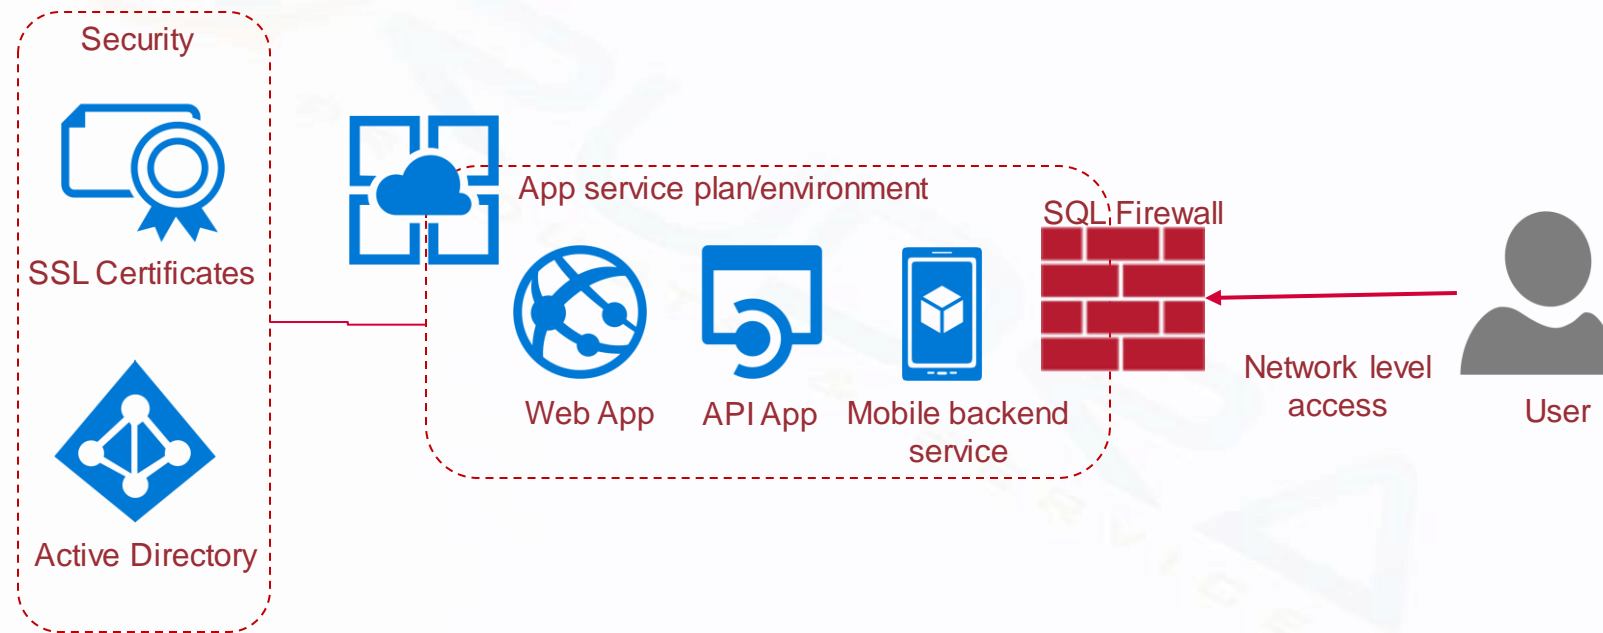 Security
SSL Certificates
Active Directory
App service plan/environment
Web App
API App
Mobile backend
service
SQL Firewall
Network level
access
User